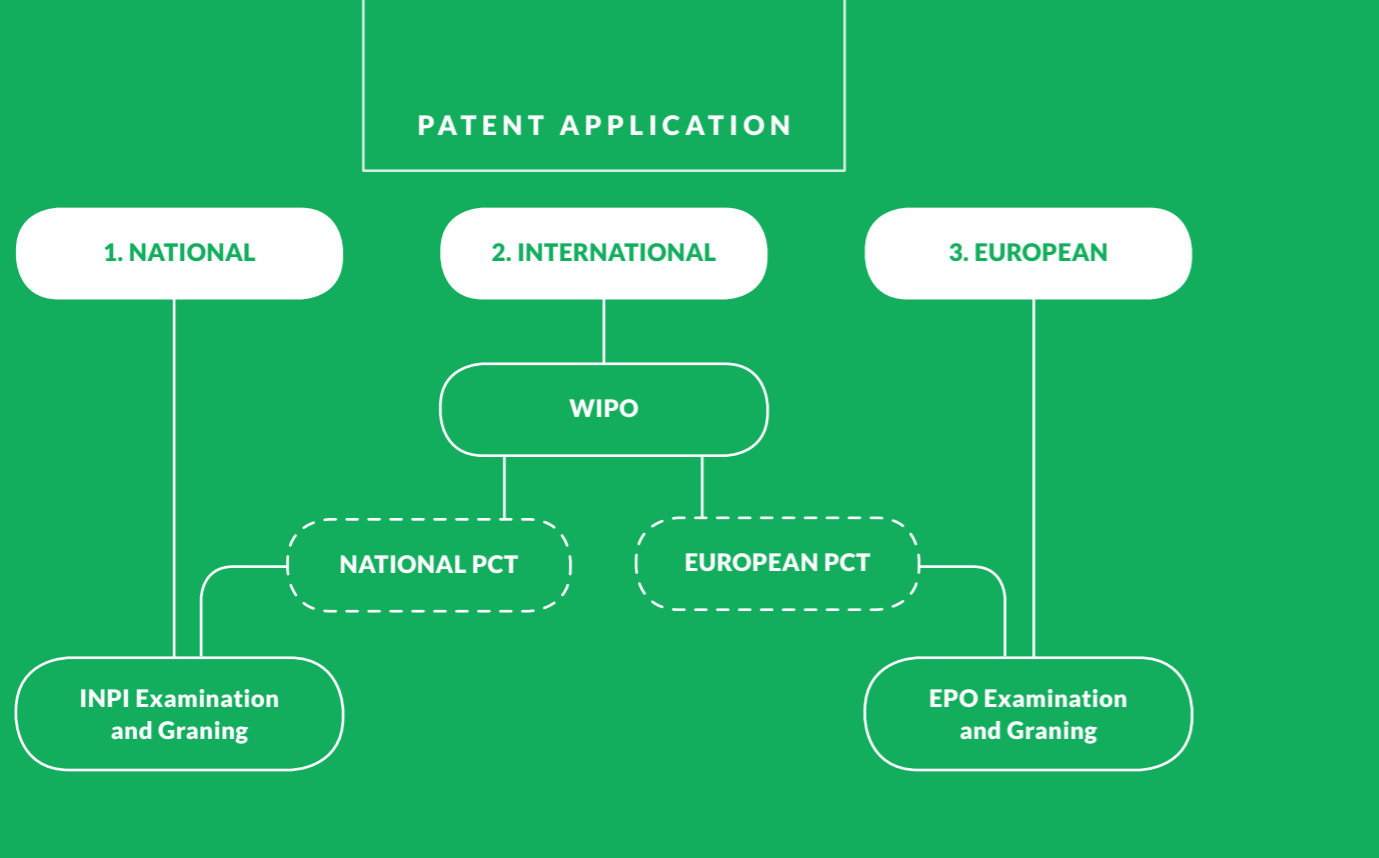 PATENT APPLICATION
1. NATIONAL
2. INTERNATIONAL
3. EUROPEAN
WIPO
NATIONAL PCT
EUROPEAN PCT
INPI Examination
and Graning
EPO Examination
and Graning